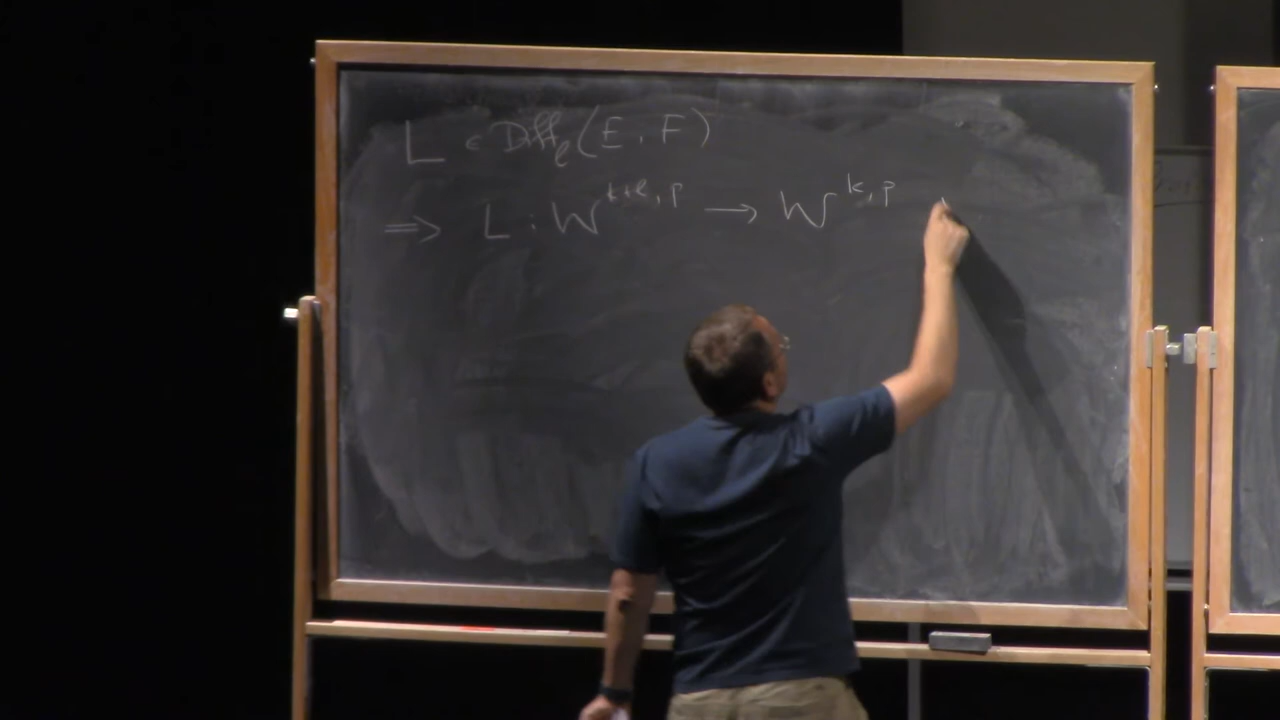 L ∈ Diff_ℓ(E, F)
⇒ L : W^{k+ℓ, p} → W^{k, p}